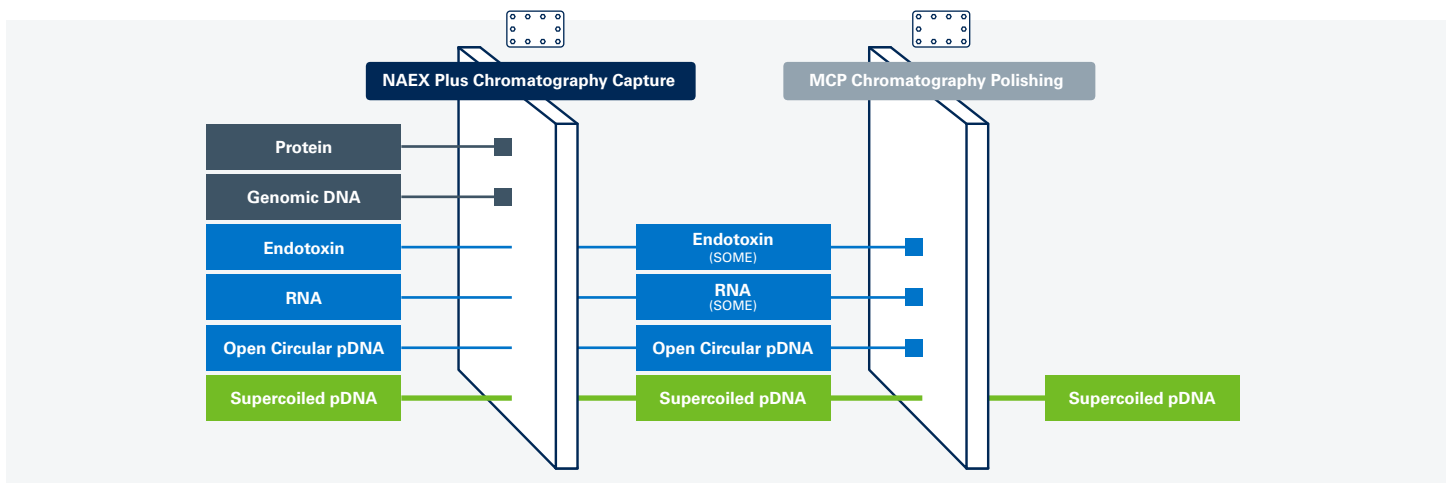 NAEX Plus Chromatography Capture
MCP Chromatography Polishing
Protein
Genomic DNA
Endotoxin
RNA
Open Circular pDNA
Supercoiled pDNA
Endotoxin
(SOME)
RNA
(SOME)
Open Circular pDNA
Supercoiled pDNA
Supercoiled pDNA